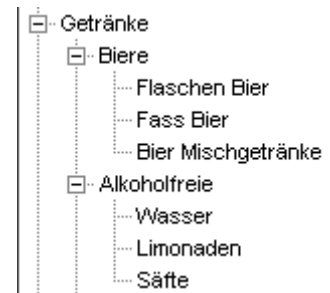 Getränke
Biere
Flaschen Bier
Fass Bier
Bier Mischgetränke
Alkoholfreie
Wasser
Limonaden
Säfte